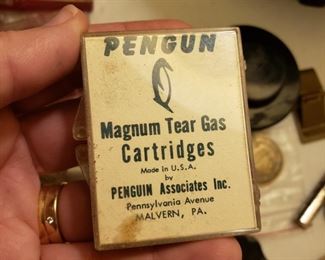 PENGUN
Magnum Tear Gas
Cartridges
Made in U.S.A.
by
PENGUIN Associates Inc.
Pennsylvania Avenue
MALVERN, PA.